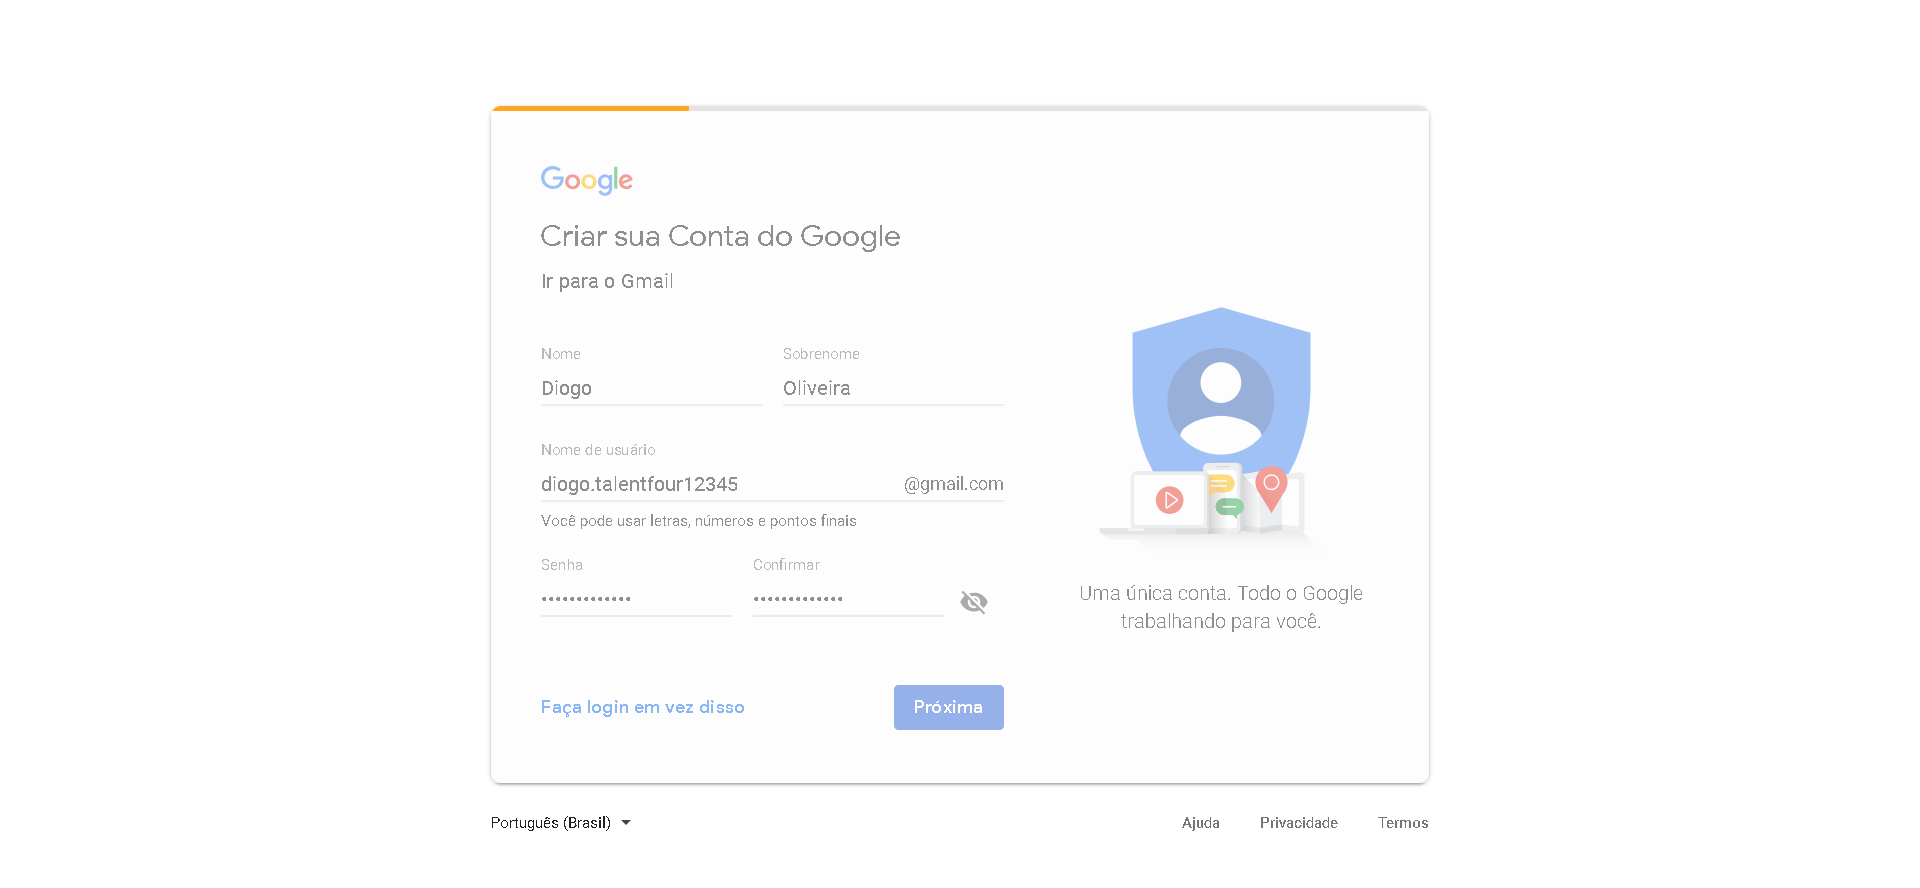 Google
Criar sua Conta do Google
Ir para o Gmail
Nome
Sobrenome
Diogo
Oliveira
Nome de usuário
diogo.talentfour12345
@gmail.com
Você pode usar letras, números e pontos finais
Senha
Confirmar
•••••••••••••
•••••••••••••
Faça login em vez disso
Próxima
Uma única conta. Todo o Google
trabalhando para você.
Português (Brasil)
Ajuda
Privacidade
Termos